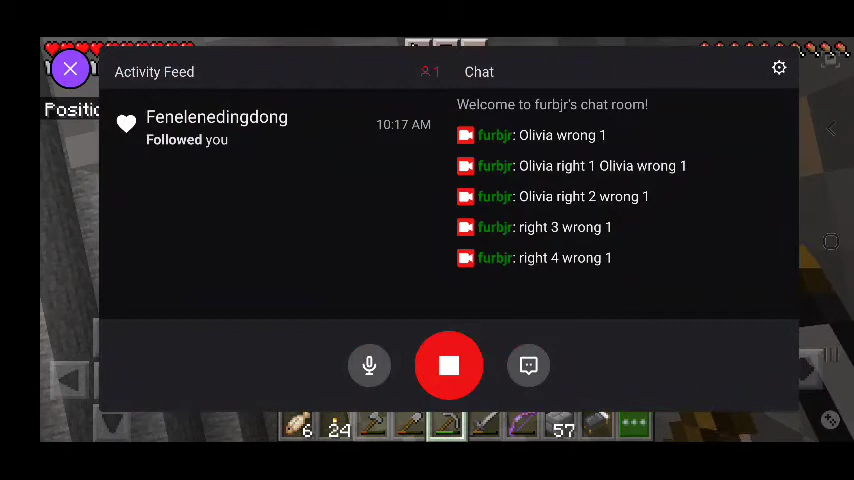 Activity Feed
1
Chat
Positio
Fenelenedingdong
10:17 AM
Followed you
Welcome to furbjr's chat room!
furbjr: Olivia wrong 1
furbjr: Olivia right 1 Olivia wrong 1
furbjr: Olivia right 2 wrong 1
furbjr: right 3 wrong 1
furbjr: right 4 wrong 1
6
24
57